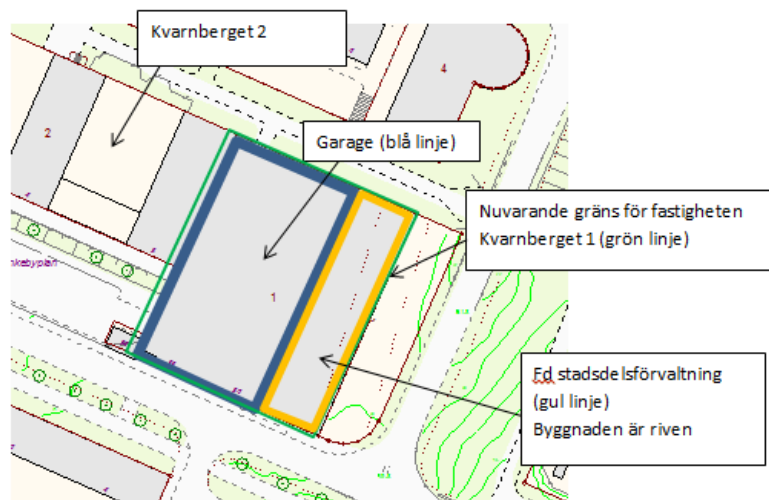 Kvarnberget 2
4
2
Garage (blå linje)
Nuvarande gräns för fastigheten
Kvarnberget 1 (grön linje)
nkebyplan
1
Fd stadsdelsförvaltning
(gul linje)
Byggnaden är riven